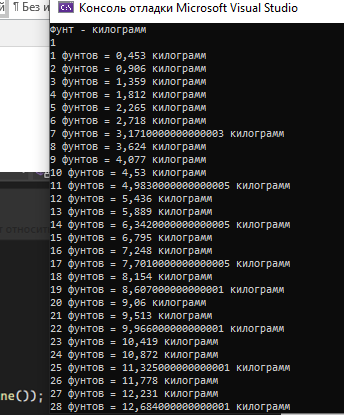 й ¶ Без и
Консоль отладки Microsoft Visual Studio
Фунт - килограмм
1
1 фунтов = 0,453 килограмм
2 фунтов = 0,906 килограмм
3 фунтов = 1,359 килограмм
4 фунтов = 1,812 килограмм
5 фунтов = 2,265 килограмм
6 фунтов = 2,718 килограмм
7 фунтов = 3,1710000000000003 килограмм
8 фунтов = 3,624 килограмм
9 фунтов = 4,077 килограмм
10 фунтов = 4,53 килограмм
11 фунтов = 4,983000000000005 килограмм
12 фунтов = 5,436 килограмм
13 фунтов = 5,889 килограмм
14 фунтов = 6,342000000000005 килограмм
15 фунтов = 6,795 килограмм
16 фунтов = 7,248 килограмм
17 фунтов = 7,701000000000005 килограмм
18 фунтов = 8,154 килограмм
19 фунтов = 8,607000000000001 килограмм
20 фунтов = 9,06 килограмм
21 фунтов = 9,513 килограмм
22 фунтов = 9,966000000000001 килограмм
23 фунтов = 10,419 килограмм
24 фунтов = 10,872 килограмм
25 фунтов = 11,325000000000001 килограмм
26 фунтов = 11,778 килограмм
27 фунтов = 12,231 килограмм
28 фунтов = 12,684000000000001 килограмм
относит
ne());